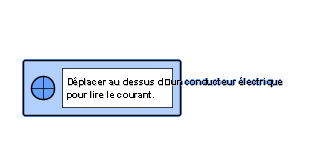 Déplacer au dessus d□un conducteur électrique
pour lire le courant.